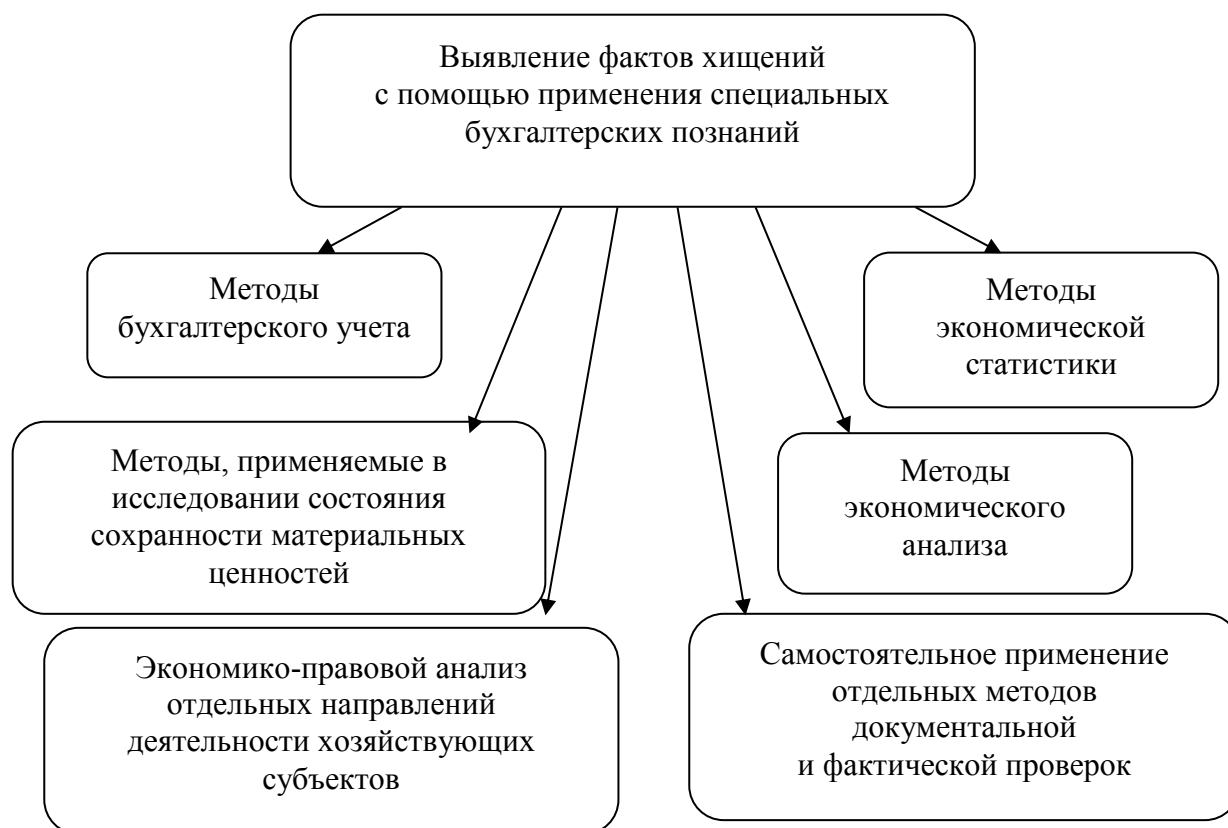 Выявление фактов хищений
с помощью применения специальных
бухгалтерских познаний
Методы
бухгалтерского учета
Методы
экономической
статистики
Методы, применяемые в
исследовании состояния
сохранности материальных
ценностей
Методы
экономического
анализа
Экономико-правовой анализ
отдельных направлений
деятельности хозяйствующих
субъектов
Самостоятельное применение
отдельных методов
документальной
и фактической проверок